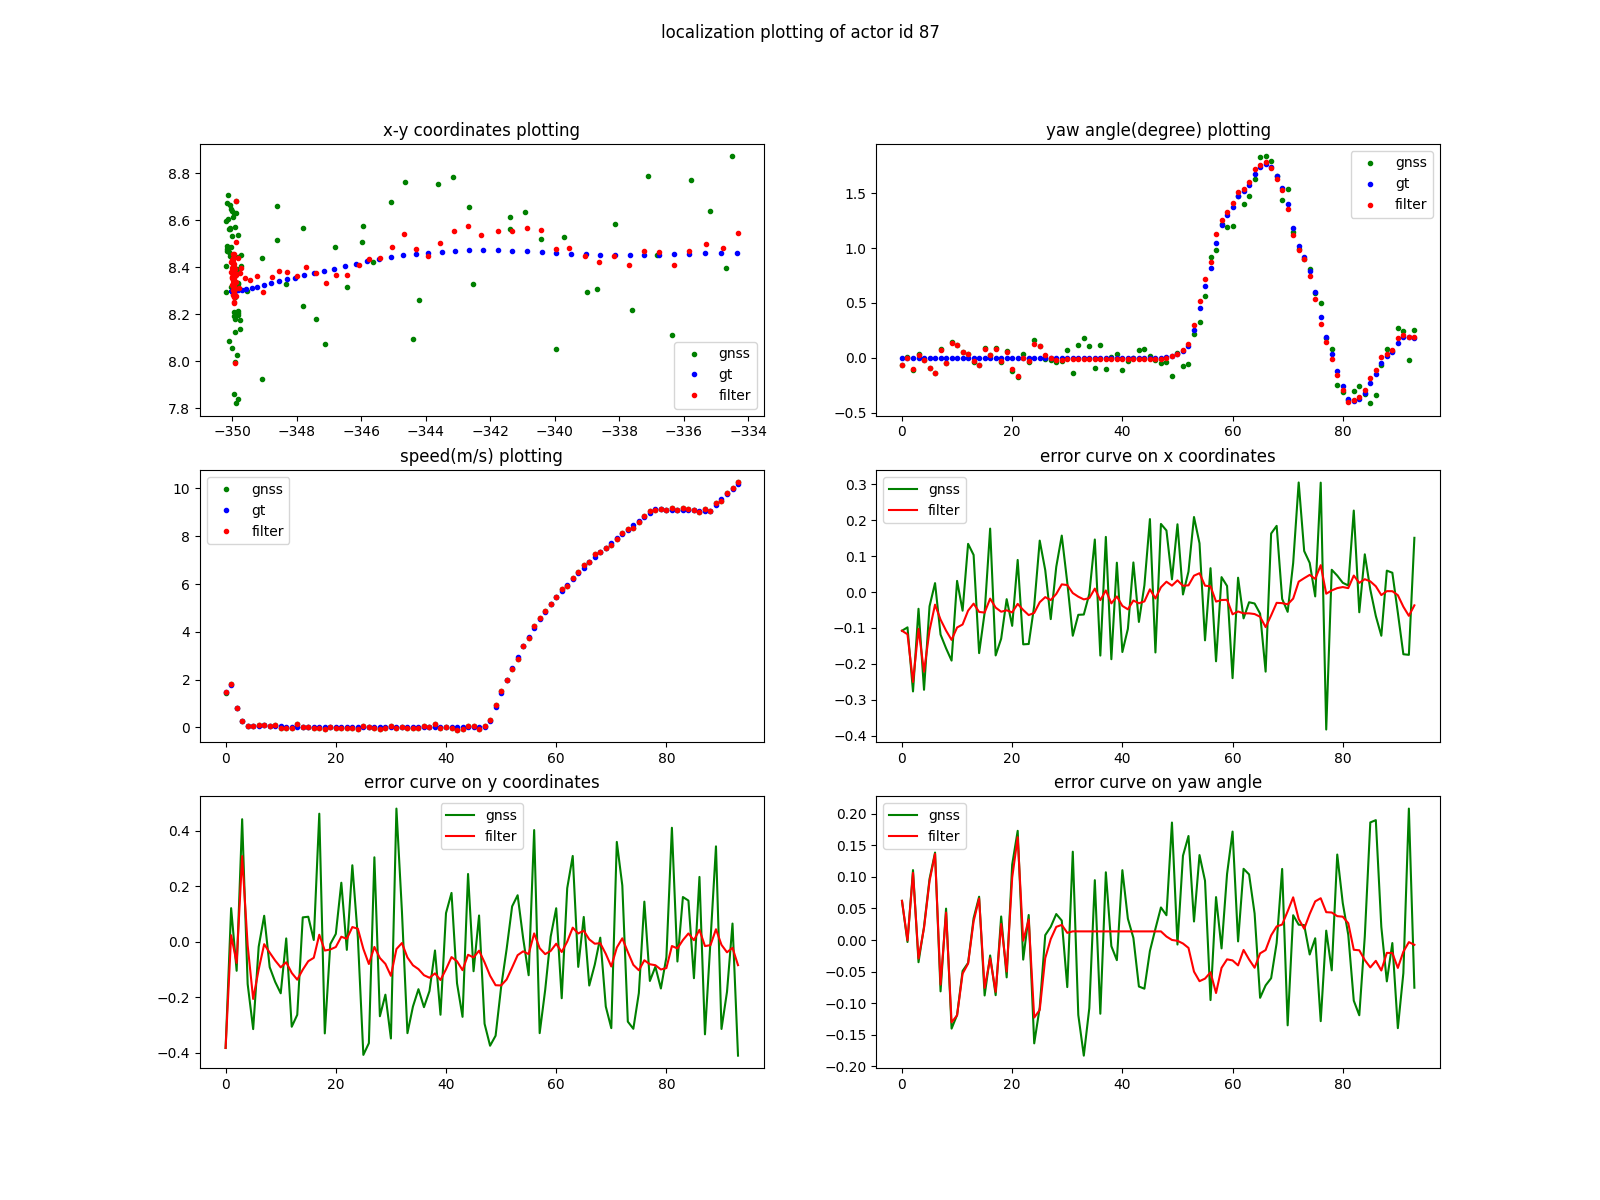 localization plotting of actor id 87
x-y coordinates plotting
8.8
8.6
8.4
8.2
8.0
7.8
−350 −348 −346 −344 −342 −340 −338 −336 −334
gnss
gt
filter
yaw angle(degree) plotting
1.5
1.0
0.5
0.0
−0.5
0 20 40 60 80
gnss
gt
filter
speed(m/s) plotting
10
8
6
4
2
0
0 20 40 60 80
gnss
gt
filter
error curve on x coordinates
0.3
0.2
0.1
0.0
−0.1
−0.2
−0.3
−0.4
0 20 40 60 80
gnss
filter
error curve on y coordinates
0.4
0.2
0.0
−0.2
−0.4
0 20 40 60 80
gnss
filter
error curve on yaw angle
0.20
0.15
0.10
0.05
0.00
−0.05
−0.10
−0.15
−0.20
0 20 40 60 80
gnss
filter